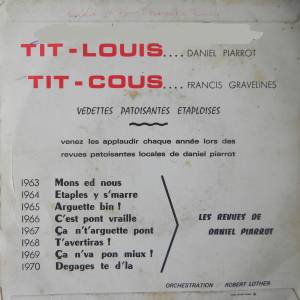 TIT-LOUIS.... DANIEL PIARROT
TIT-COUS.... FRANCIS GRAVELINES
VEDETTES PATOISANTES ETAPLOISES
venez les applaudir chaque année lors des
revues patoisantes locales de daniel piarrot
1963 Mons ed nous
1964 Etaples y s'marre
1965 Arguette bin !
1966 C'est pont vraille
1967 Ça n't'arguette pont
1968 T'avertiras !
1969 Ça n'va pon miux !
1970 Degages te d'la
LES REVUES DE
DANIEL PIARROT
ORCHESTRATION ROBERT LOTHER